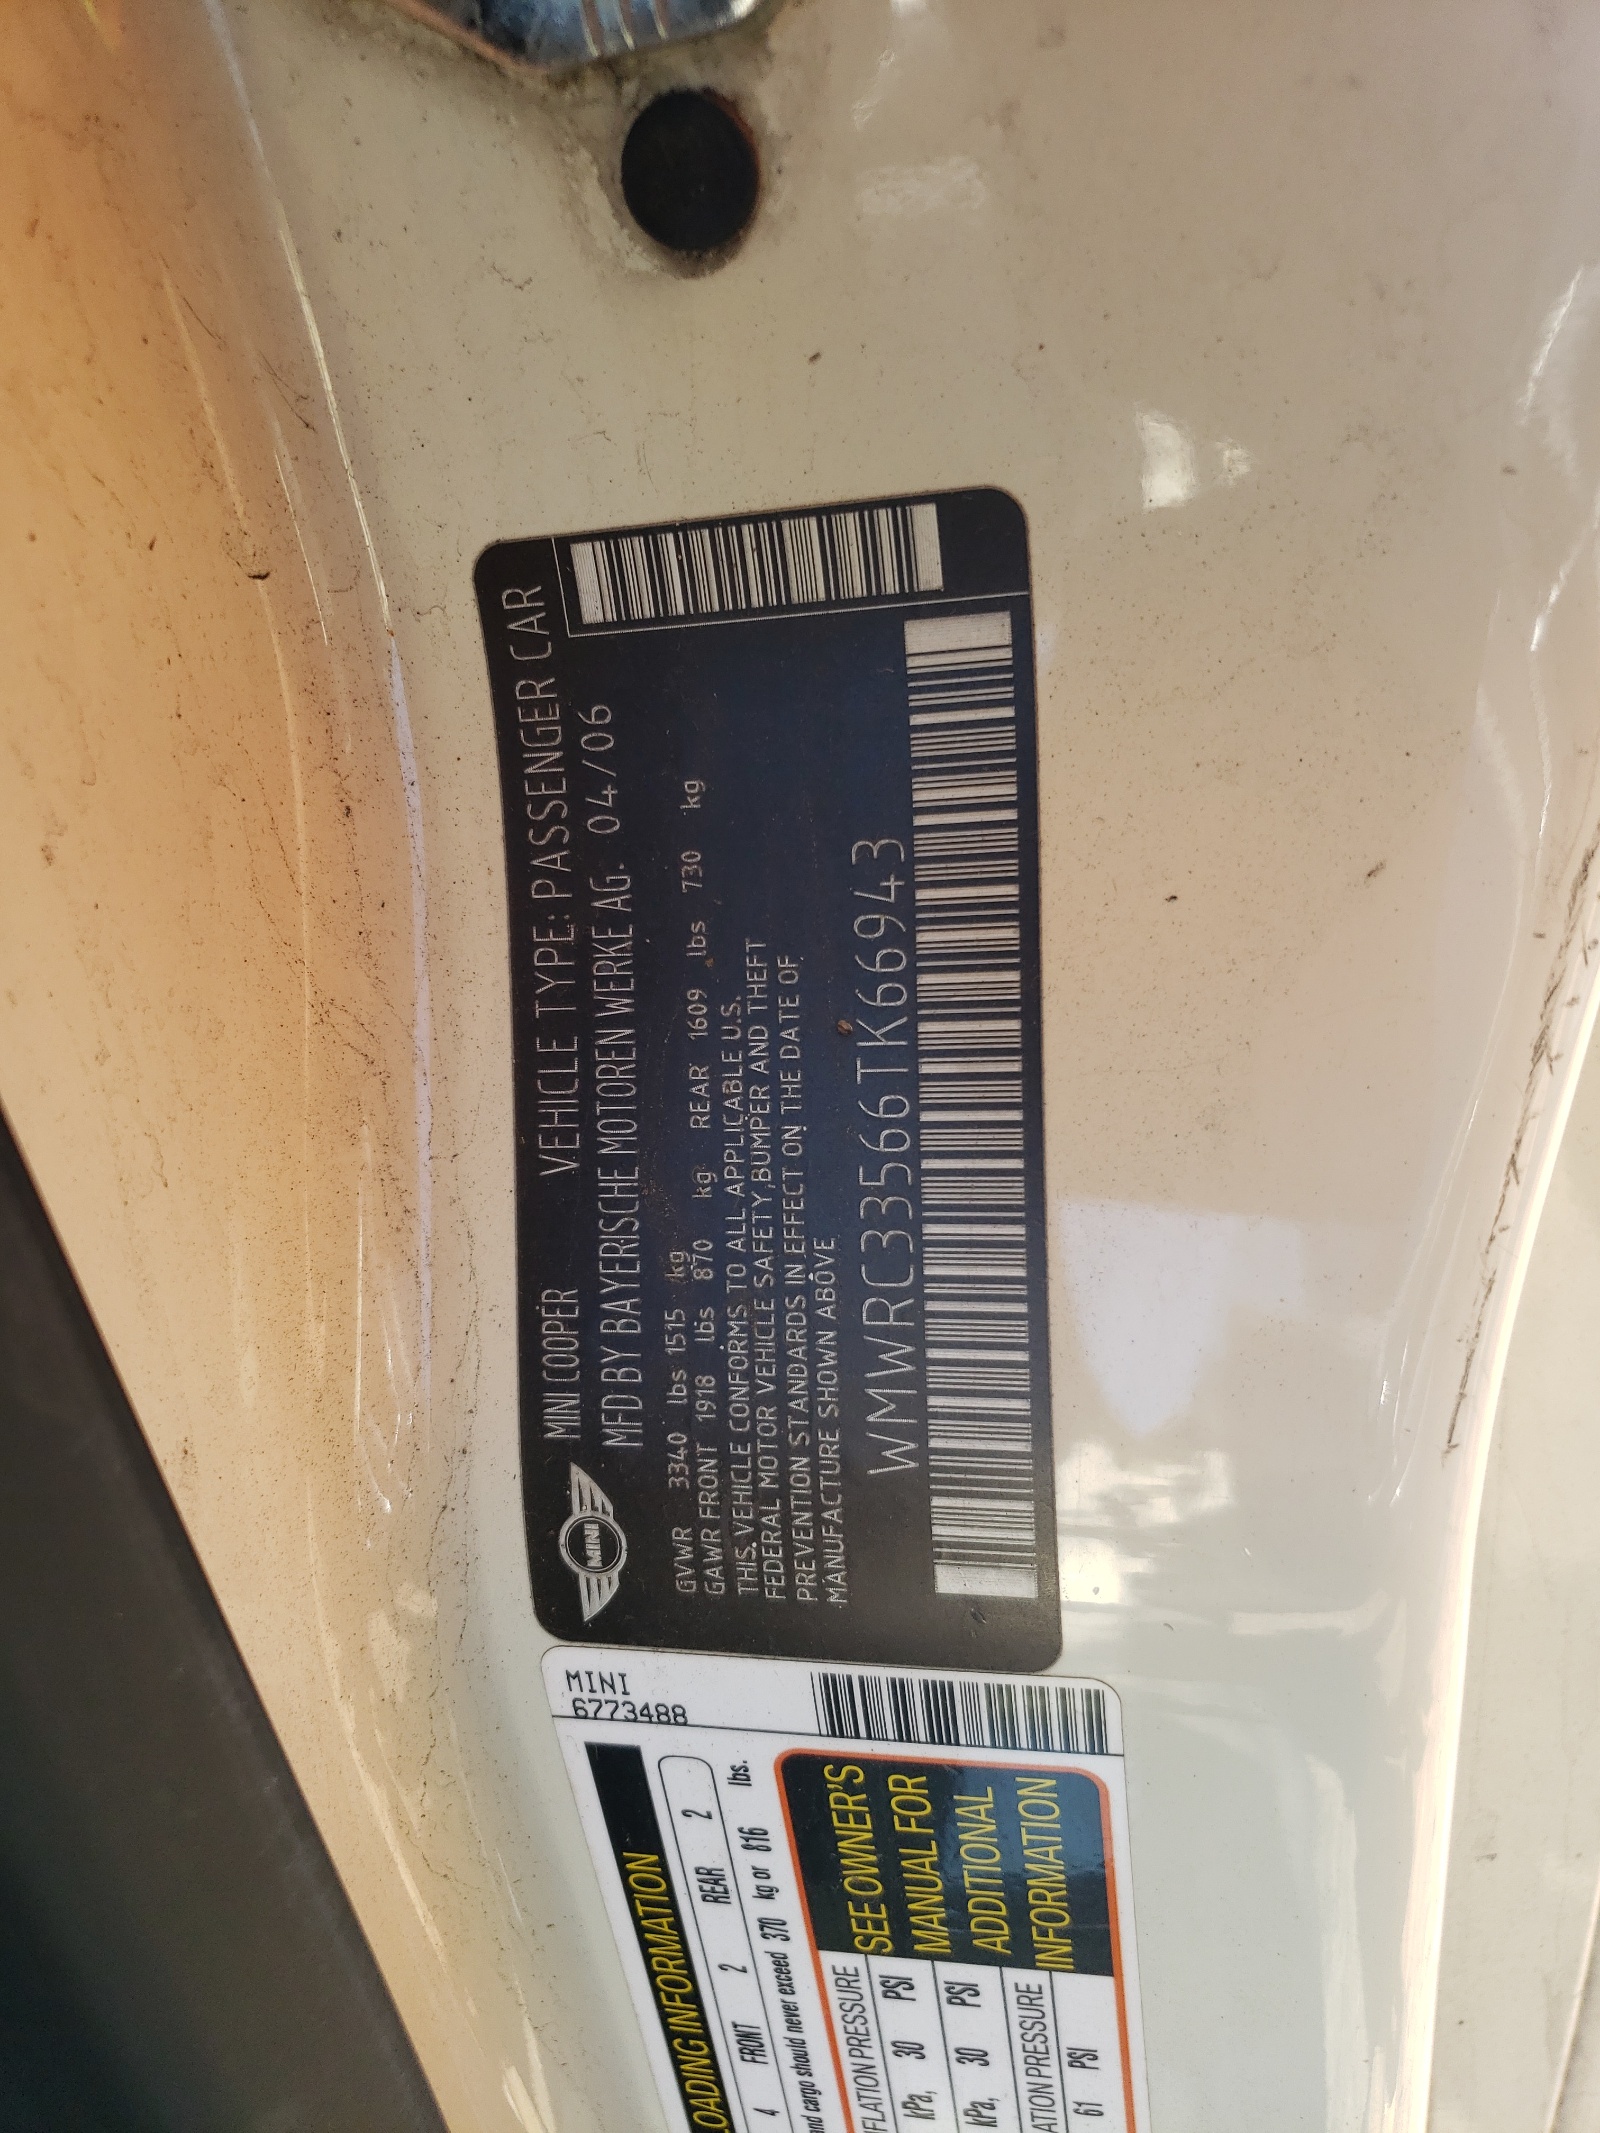 MINI COOPER VEHICLE TYPE: PASSENGER CAR
MFD BY BAYERISCHE MOTOREN WERKE AG. 04/06
MINI
GVWR 3340 lbs 1515 kg
GAWR FRONT 1918 lbs 870 kg REAR 1609 lbs 730 kg
THIS VEHICLE CONFORMS TO ALL APPLICABLE U.S.
FEDERAL MOTOR VEHICLE SAFETY,BUMPER AND THEFT
PREVENTION STANDARDS IN EFFECT ON THE DATE OF
MANUFACTURE SHOWN ABOVE
WMWRC33566TK66943
MINI
6773488
LOADING INFORMATION
4 FRONT 2 REAR 2
and cargo should never exceed 370 kg or 816 lbs.
PRESSURE
kPa, 30 PSI
kPa, 30 PSI
PRESSURE
61 PSI
SEE OWNER'S
MANUAL FOR
ADDITIONAL
INFORMATION